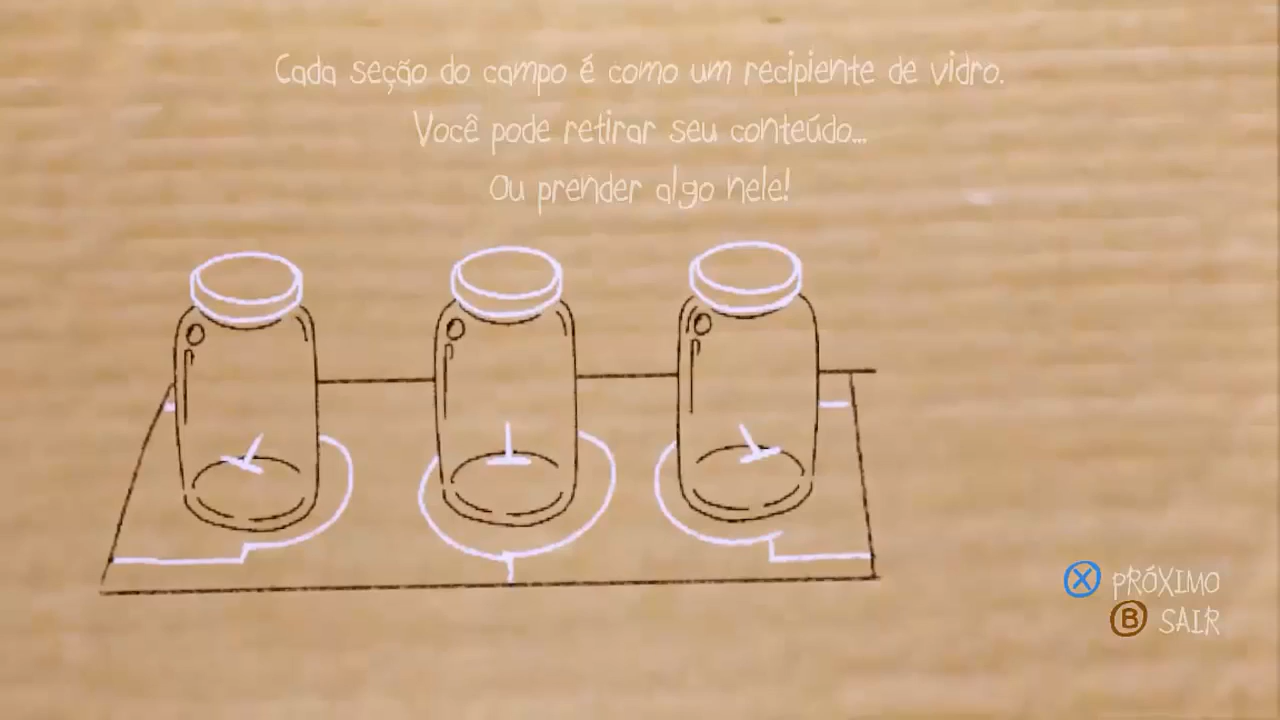 Cada seção do campo é como um recipiente de vidro.
Você pode retirar seu conteúdo...
Ou prender algo nele!
X PRÓXIMO
B SAIR